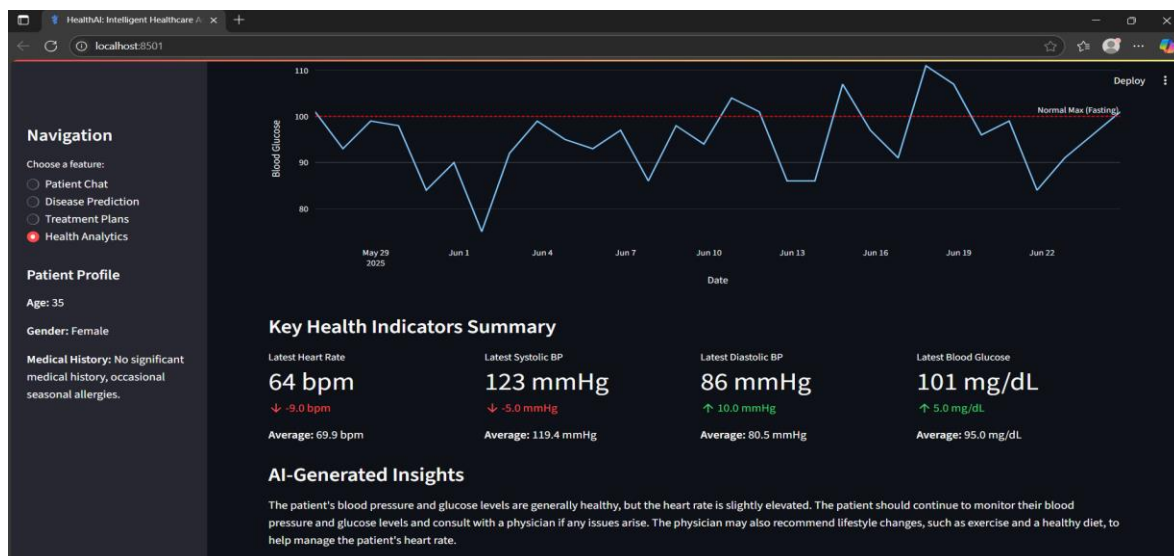 HealthAI: Intelligent Healthcare A
localhost:8501
Deploy
Navigation
Choose a feature:
Patient Chat
Disease Prediction
Treatment Plans
Health Analytics
Patient Profile
Age: 35
Gender: Female
Medical History: No significant
medical history, occasional
seasonal allergies.
110
100
90
80
Blood Glucose
Normal Max (Fasting)
May 29
2025
Jun 1
Jun 4
Jun 7
Jun 10
Jun 13
Jun 16
Jun 19
Jun 22
Date
Key Health Indicators Summary
Latest Heart Rate
64 bpm
↓ -9.0 bpm
Average: 69.9 bpm
Latest Systolic BP
123 mmHg
↓ -5.0 mmHg
Average: 119.4 mmHg
Latest Diastolic BP
86 mmHg
↑ 10.0 mmHg
Average: 80.5 mmHg
Latest Blood Glucose
101 mg/dL
↑ 5.0 mg/dL
Average: 95.0 mg/dL
AI-Generated Insights
The patient's blood pressure and glucose levels are generally healthy, but the heart rate is slightly elevated. The patient should continue to monitor their blood
pressure and glucose levels and consult with a physician if any issues arise. The physician may also recommend lifestyle changes, such as exercise and a healthy diet, to
help manage the patient's heart rate.